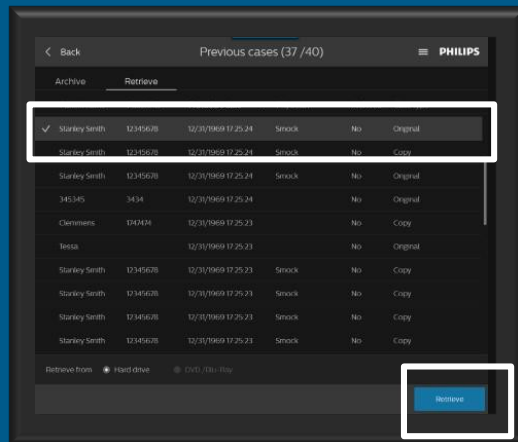 Back Previous cases (37 /40) PHILIPS
Archive Retrieve
Stanley Smith 12345678 12/31/1969 17:25:24 Smock No Original
Stanley Smith 12345678 12/31/1969 17:25:24 Smock No Copy
Stanley Smith 12345678 12/31/1969 17:25:24 Smock No Original
345345 3434 12/31/1969 17:25:24 No Original
Clemmens 1747474 12/31/1969 17:25:23 No Copy
Tessa 12/31/1969 17:25:23 No Original
Stanley Smith 12345678 12/31/1969 17:25:23 Smock No Copy
Stanley Smith 12345678 12/31/1969 17:25:23 Smock No Copy
Stanley Smith 12345678 12/31/1969 17:25:23 Smock No Copy
Stanley Smith 12345678 12/31/1969 17:25:23 Smock No Copy
Retrieve from Hard drive DVD /Blu-Ray
Retrieve